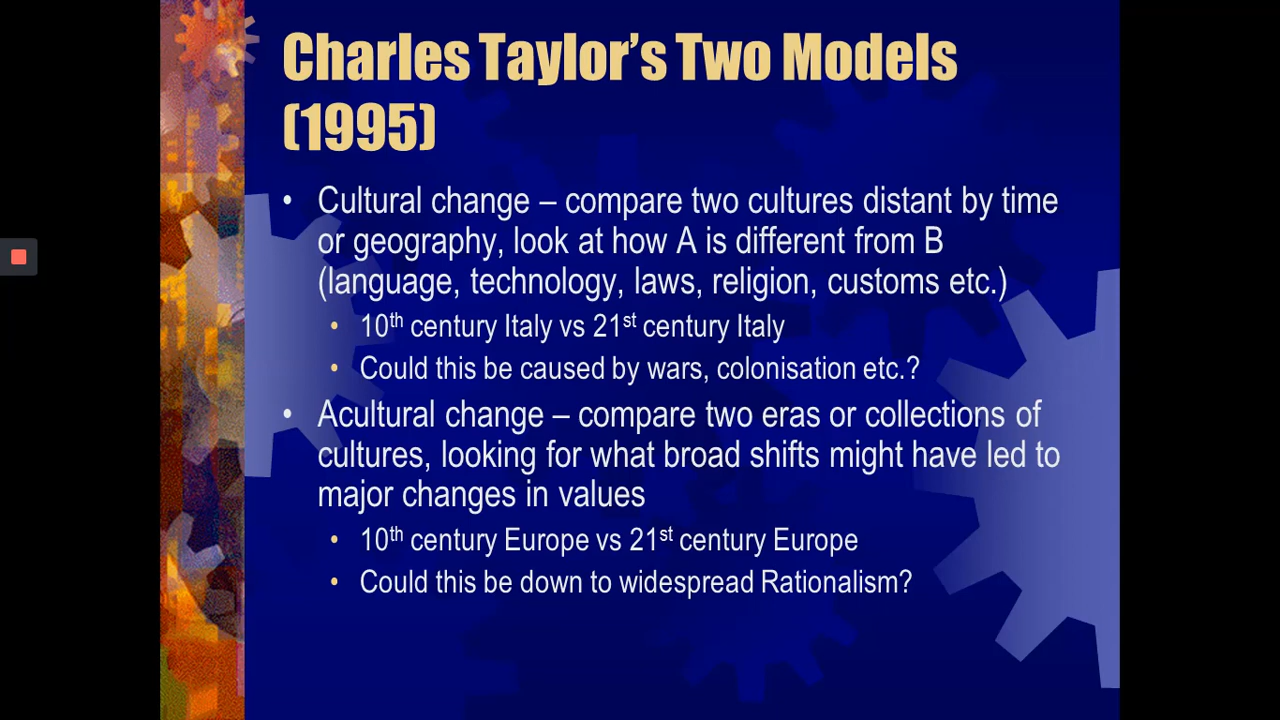 Charles Taylor’s Two Models
(1995)
• Cultural change – compare two cultures distant by time
or geography, look at how A is different from B
(language, technology, laws, religion, customs etc.)
• 10th century Italy vs 21st century Italy
• Could this be caused by wars, colonisation etc.?
• Acultural change – compare two eras or collections of
cultures, looking for what broad shifts might have led to
major changes in values
• 10th century Europe vs 21st century Europe
• Could this be down to widespread Rationalism?